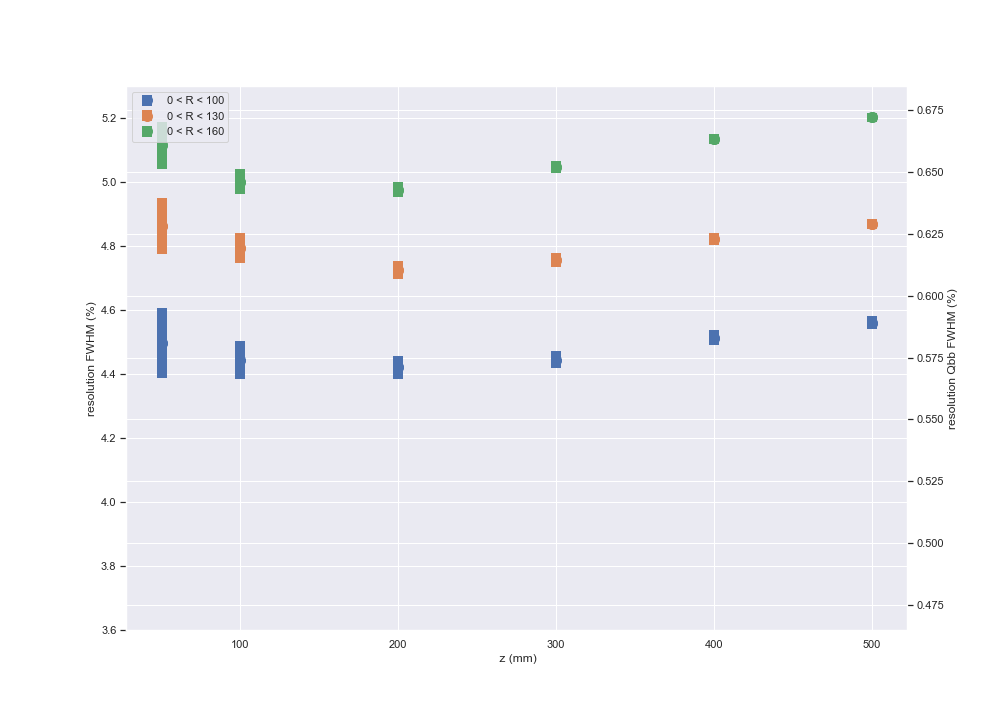 0 < R < 100
0 < R < 130
0 < R < 160
resolution FWHM (%)
5.2
5.0
4.8
4.6
4.4
4.2
4.0
3.8
3.6
0.675
0.650
0.625
0.600
0.575
0.550
0.525
0.500
0.475
resolution Qbb FWHM (%)
100 200 300 400 500
z (mm)